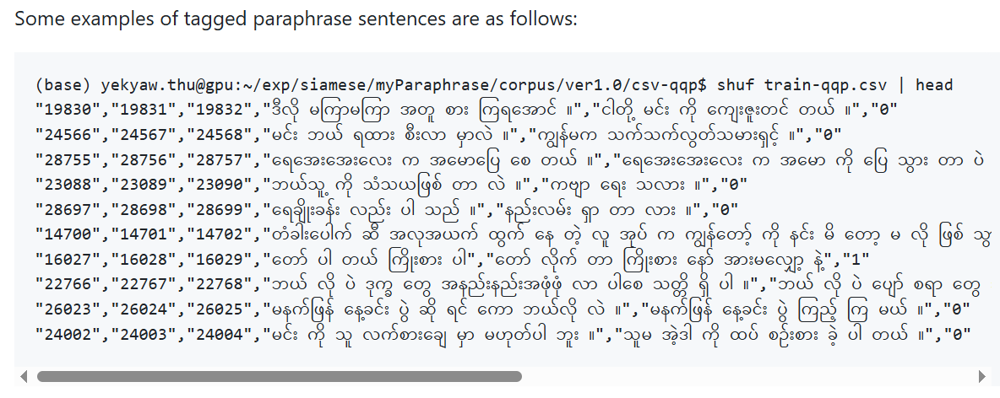 Some examples of tagged paraphrase sentences are as follows:
(base) yekyaw.thu@gpu:~/exp/siamese/myParaphrase/corpus/ver1.0/csv-qqp$ shuf train-qqp.csv | head
"19830","19831","19832","ဒီလို မကြာမကြာ အတူ စား ကြရအောင် ။","ငါတို့ မင်း ကို ကျေးဇူးတင် တယ် ။","0"
"24566","24567","24568","မင်း ဘယ် ရထား စီးလာ မှာလဲ ။","ကျွန်မက သက်သက်လွတ်သမားရှင့် ။","0"
"28755","28756","28757","ရေအေးအေးလေး က အမောပြေ စေ တယ် ။","ရေအေးအေးလေး က အမော ကို ပြေ သွား တာ ပဲ
"23088","23089","23090","ဘယ်သူ့ ကို သံသယဖြစ် တာ လဲ ။","ကဗျာ ရေး သလား ။","0"
"28697","28698","28699","ရေချိုးခန်း လည်း ပါ သည် ။","နည်းလမ်း ရှာ တာ လား ။","0"
"14700","14701","14702","တံခါးပေါက် ဆီ အလုအယက် ထွက် နေ တဲ့ လူ အုပ် က ကျွန်တော့် ကို နင်း မိ တော့ မ လို ဖြစ် သွ
"16027","16028","16029","တော် ပါ တယ် ကြိုးစား ပါ","တော် လိုက် တာ ကြိုးစား နော် အားမလျှော့ နဲ့","1"
"22766","22767","22768","ဘယ် လို ပဲ ဒုက္ခ တွေ အနည်းနည်းအဖုံဖုံ လာ ပါစေ သတ္တိ ရှိ ပါ ။","ဘယ် လို ပဲ ပျော် စရာ တွေ
"26023","26024","26025","မနက်ဖြန် နေ့ခင်း ပွဲ ဆို ရင် ကော ဘယ်လို လဲ ။","မနက်ဖြန် နေ့ခင်း ပွဲ ကြည့် ကြ မယ် ။","0"
"24002","24003","24004","မင်း ကို သူ လက်စားချေ မှာ မဟုတ်ပါ ဘူး ။","သူမ အဲ့ဒါ ကို ထပ် စဉ်းစား ခဲ့ ပါ တယ် ။","0"